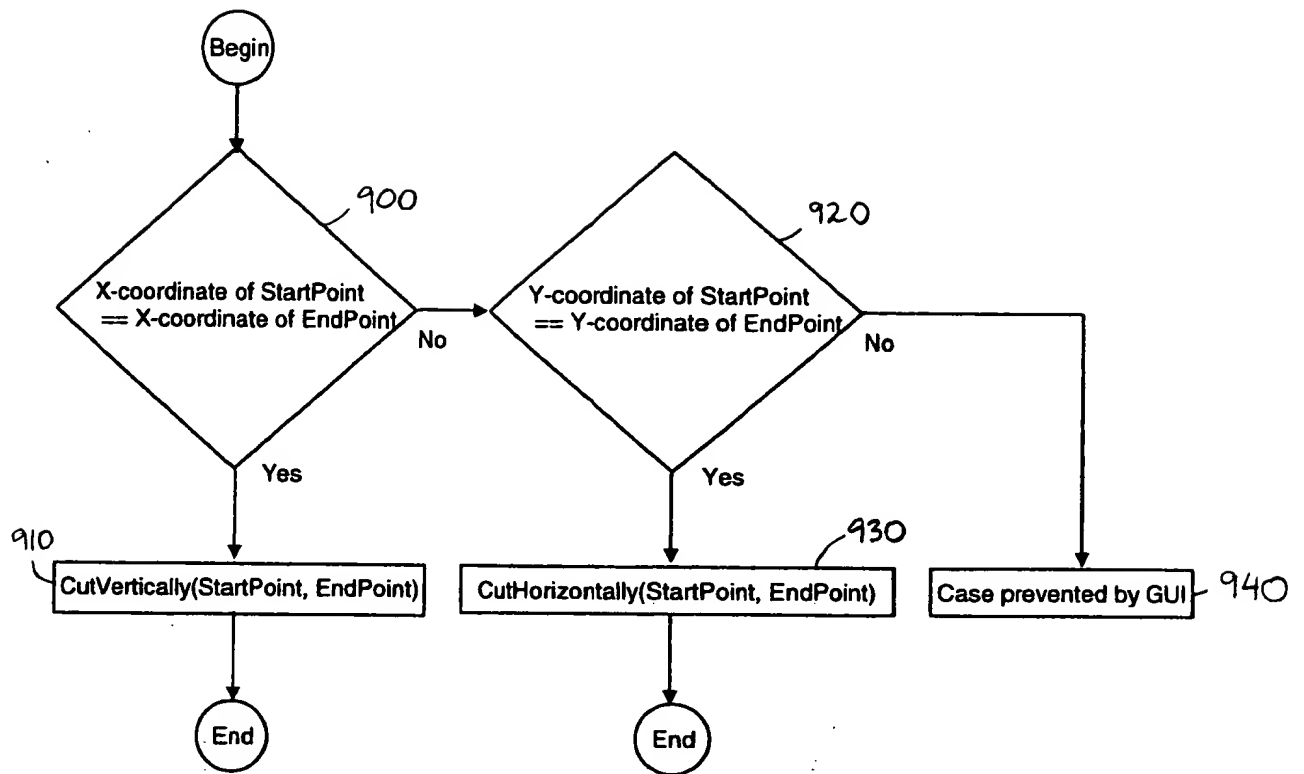 Begin
900
920
X-coordinate of StartPoint
== X-coordinate of EndPoint
No
Y-coordinate of StartPoint
== Y-coordinate of EndPoint
No
Yes
Yes
910
CutVertically(StartPoint, EndPoint)
930
CutHorizontally(StartPoint, EndPoint)
Case prevented by GUI
940
End
End